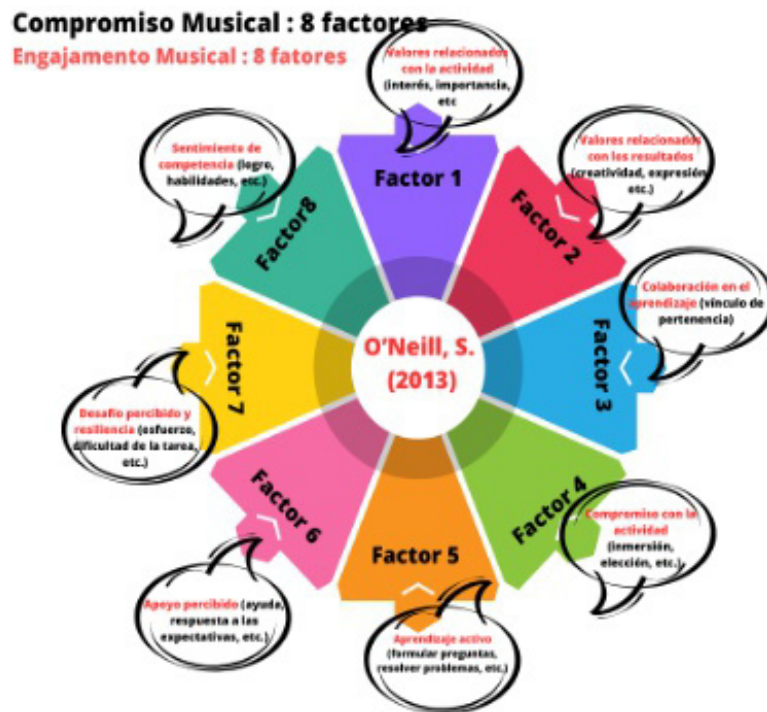 Compromiso Musical : 8 factores
Engajamento Musical : 8 fatores
Valores relacionados
con la actividad
(interés, importancia,
etc
Factor 1
Valores relacionados
con los resultados
(creatividad, expresión
etc.)
Factor 2
Colaboración en el
aprendizaje (vínculo de
pertenencia)
Factor 3
Compromiso con la
actividad
(inmersión,
elección, etc.)
Factor 4
Aprendizaje activo
(formular preguntas,
resolver problemas, etc.)
Factor 5
Apoyo percibido (ayuda,
respuesta a las
expectativas, etc.)
Factor 6
Desafío percibido y
resiliencia (esfuerzo,
dificultad de la tarea,
etc.)
Factor 7
Sentimiento de
competencia (logro,
habilidades, etc.)
Factor8
O'Neill, S.
(2013)